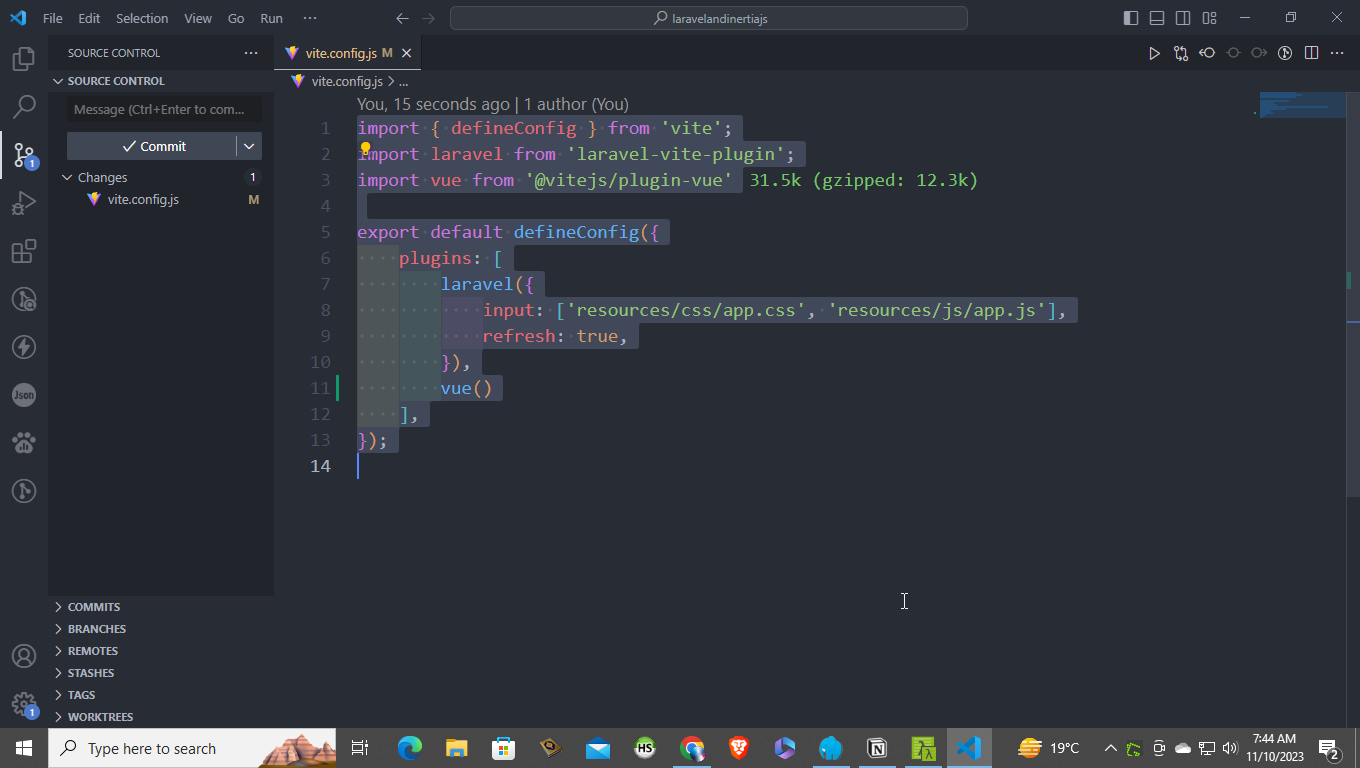 File Edit Selection View Go Run ··· laravelandinertiajs
SOURCE CONTROL ···
SOURCE CONTROL
Message (Ctrl+Enter to com...
Commit
Changes 1
vite.config.js M
COMMITS
BRANCHES
REMOTES
STASHES
TAGS
WORKTREES
1
Json
1
vite.config.js M
vite.config.js > ...
You, 15 seconds ago | 1 author (You)
1 import { defineConfig } from 'vite';
2 import laravel from 'laravel-vite-plugin';
3 import vue from '@vitejs/plugin-vue' 31.5k (gzipped: 12.3k)
4
5 export default defineConfig({
6     plugins: [
7         laravel({
8             input: ['resources/css/app.css', 'resources/js/app.js'],
9             refresh: true,
10         }),
11         vue()
12     ],
13 });
14
Type here to search
HS
N
19°C
7:44 AM
11/10/2023
2